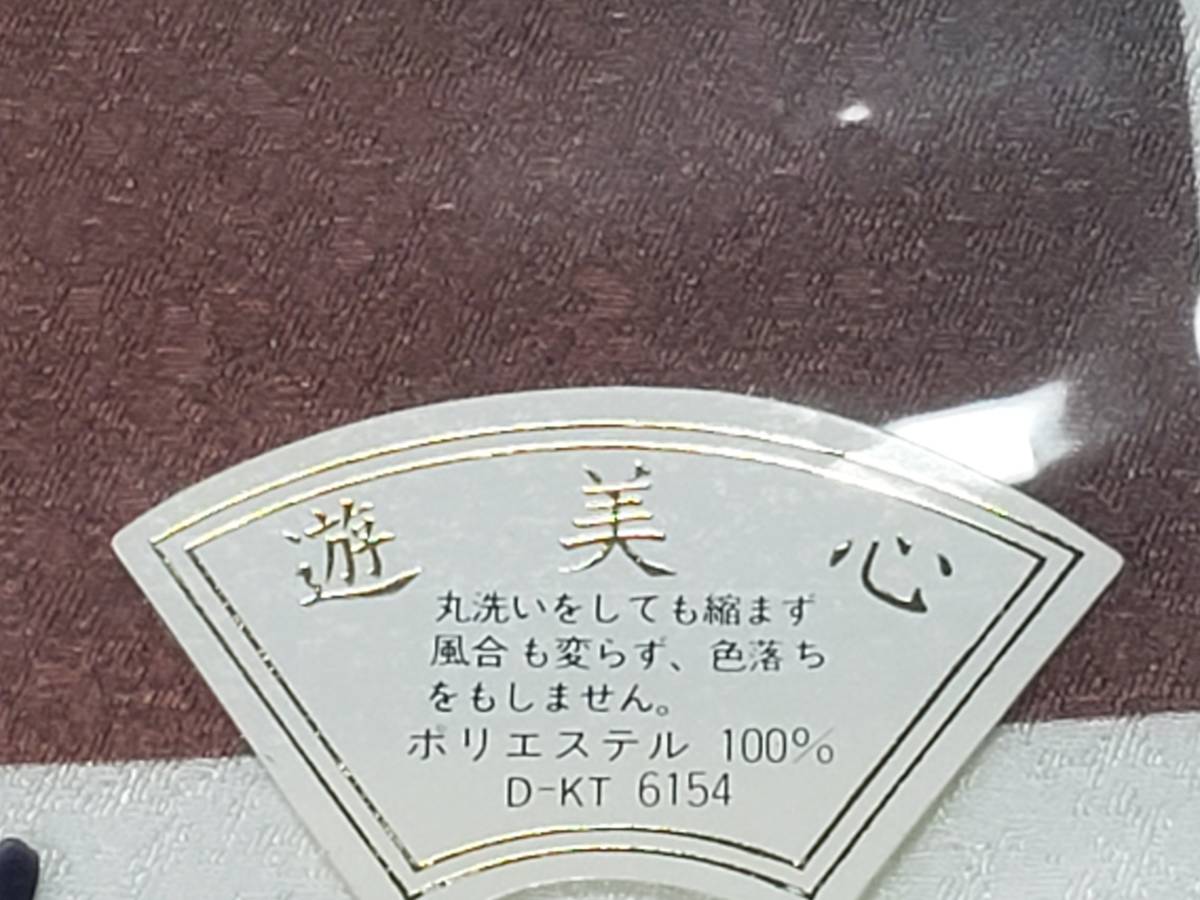 遊美心
丸洗いをしても縮まず
風合も変らず、色落ち
をもしません。
ポリエステル 100%
D-KT 6154